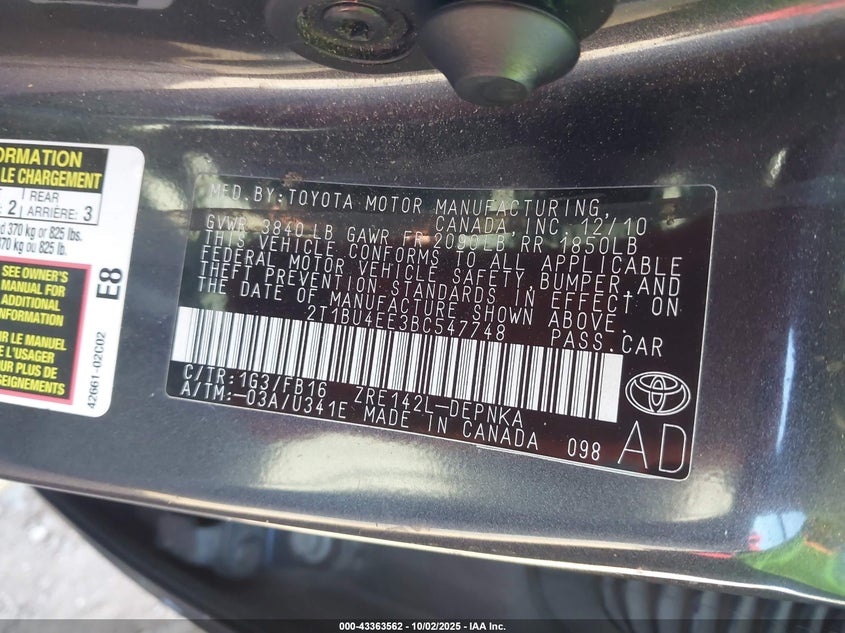 ORMATION
LE CHARGEMENT
2
REAR
ARRIÈRE: 3
370 kg or 825 lbs.
370 kg ou 825 lb.
SEE OWNER'S
MANUAL FOR
ADDITIONAL
INFORMATION
LE MANUEL
L'USAGER
PLUS DE
SEIGNEMENTS
E8
42661-02C02
MFD.BY:TOYOTA MOTOR MANUFACTURING,
CANADA,INC. 12/10
GVWR 3840LB GAWR FR 2090LB RR 1850LB
THIS VEHICLE CONFORMS TO ALL APPLICABLE
FEDERAL MOTOR VEHICLE SAFETY,BUMPER,AND
THEFT PREVENTION STANDARDS IN EFFECT ON
THE DATE OF MANUFACTURE SHOWN ABOVE.
2T1BU4EE3BC547748 PASS.CAR
C/TR:1G3/FB16 ZRE142L-DEPNKA
A/TM:-03A/U341E MADE IN CANADA 098
AD
000-43363562 - 10/02/2025 - IAA Inc.